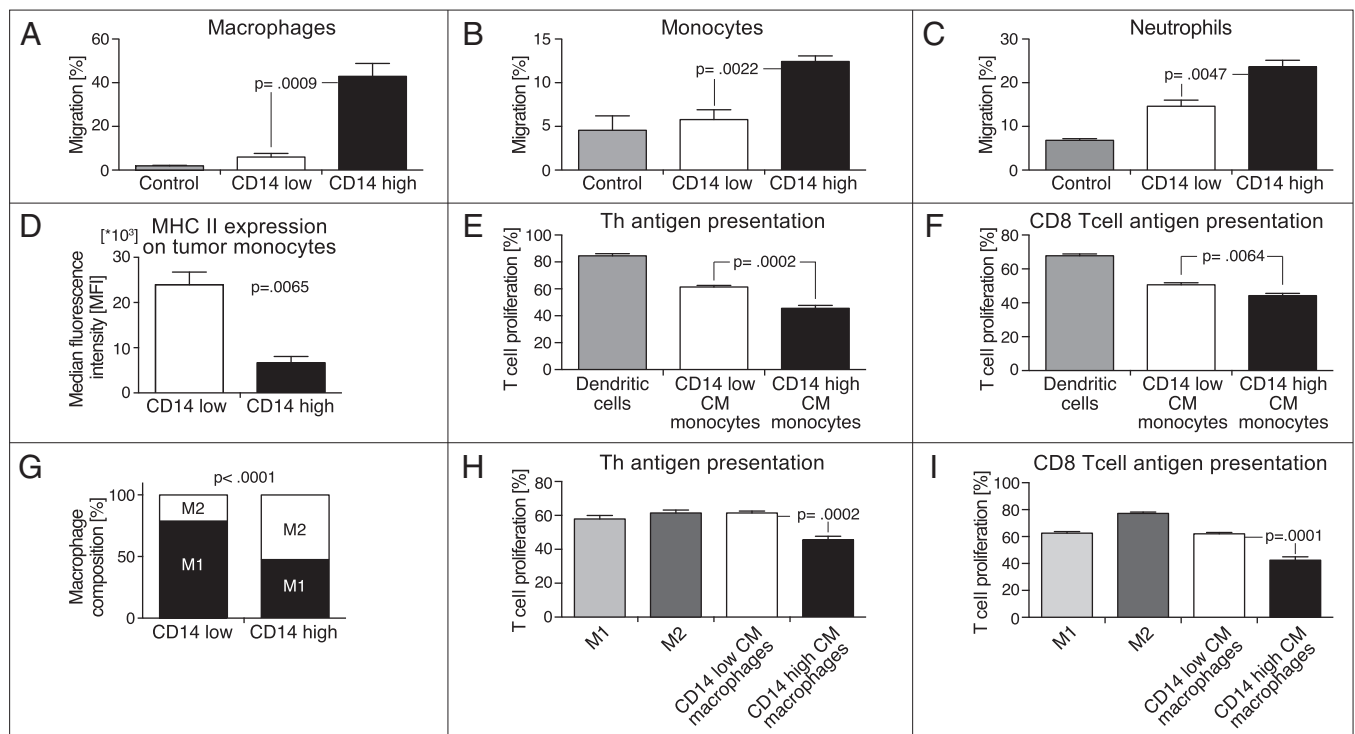 A
Macrophages
Migration [%]
60
40
20
0
p= .0009
Control
CD14 low
CD14 high
B
Monocytes
Migration [%]
15
10
5
0
p= .0022
Control
CD14 low
CD14 high
C
Neutrophils
Migration [%]
30
20
10
0
p= .0047
Control
CD14 low
CD14 high
D
MHC II expression
on tumor monocytes
[*10³]
Median fluorescence
intensity [MFI]
30
20
10
0
p=.0065
CD14 low
CD14 high
E
Th antigen presentation
T cell proliferation [%]
100
80
60
40
20
0
p= .0002
Dendritic
cells
CD14 low
CM
monocytes
CD14 high
CM
monocytes
F
CD8 Tcell antigen presentation
T cell proliferation [%]
80
60
40
20
0
p= .0064
Dendritic
cells
CD14 low
CM
monocytes
CD14 high
CM
monocytes
G
p< .0001
Macrophage
composition [%]
100
50
0
M2
M1
M2
M1
CD14 low
CD14 high
H
Th antigen presentation
T cell proliferation [%]
80
60
40
20
0
p= .0002
M1
M2
CD14 low CM
macrophages
CD14 high CM
macrophages
I
CD8 Tcell antigen presentation
T cell proliferation [%]
100
80
60
40
20
0
p=.0001
M1
M2
CD14 low CM
macrophages
CD14 high CM
macrophages